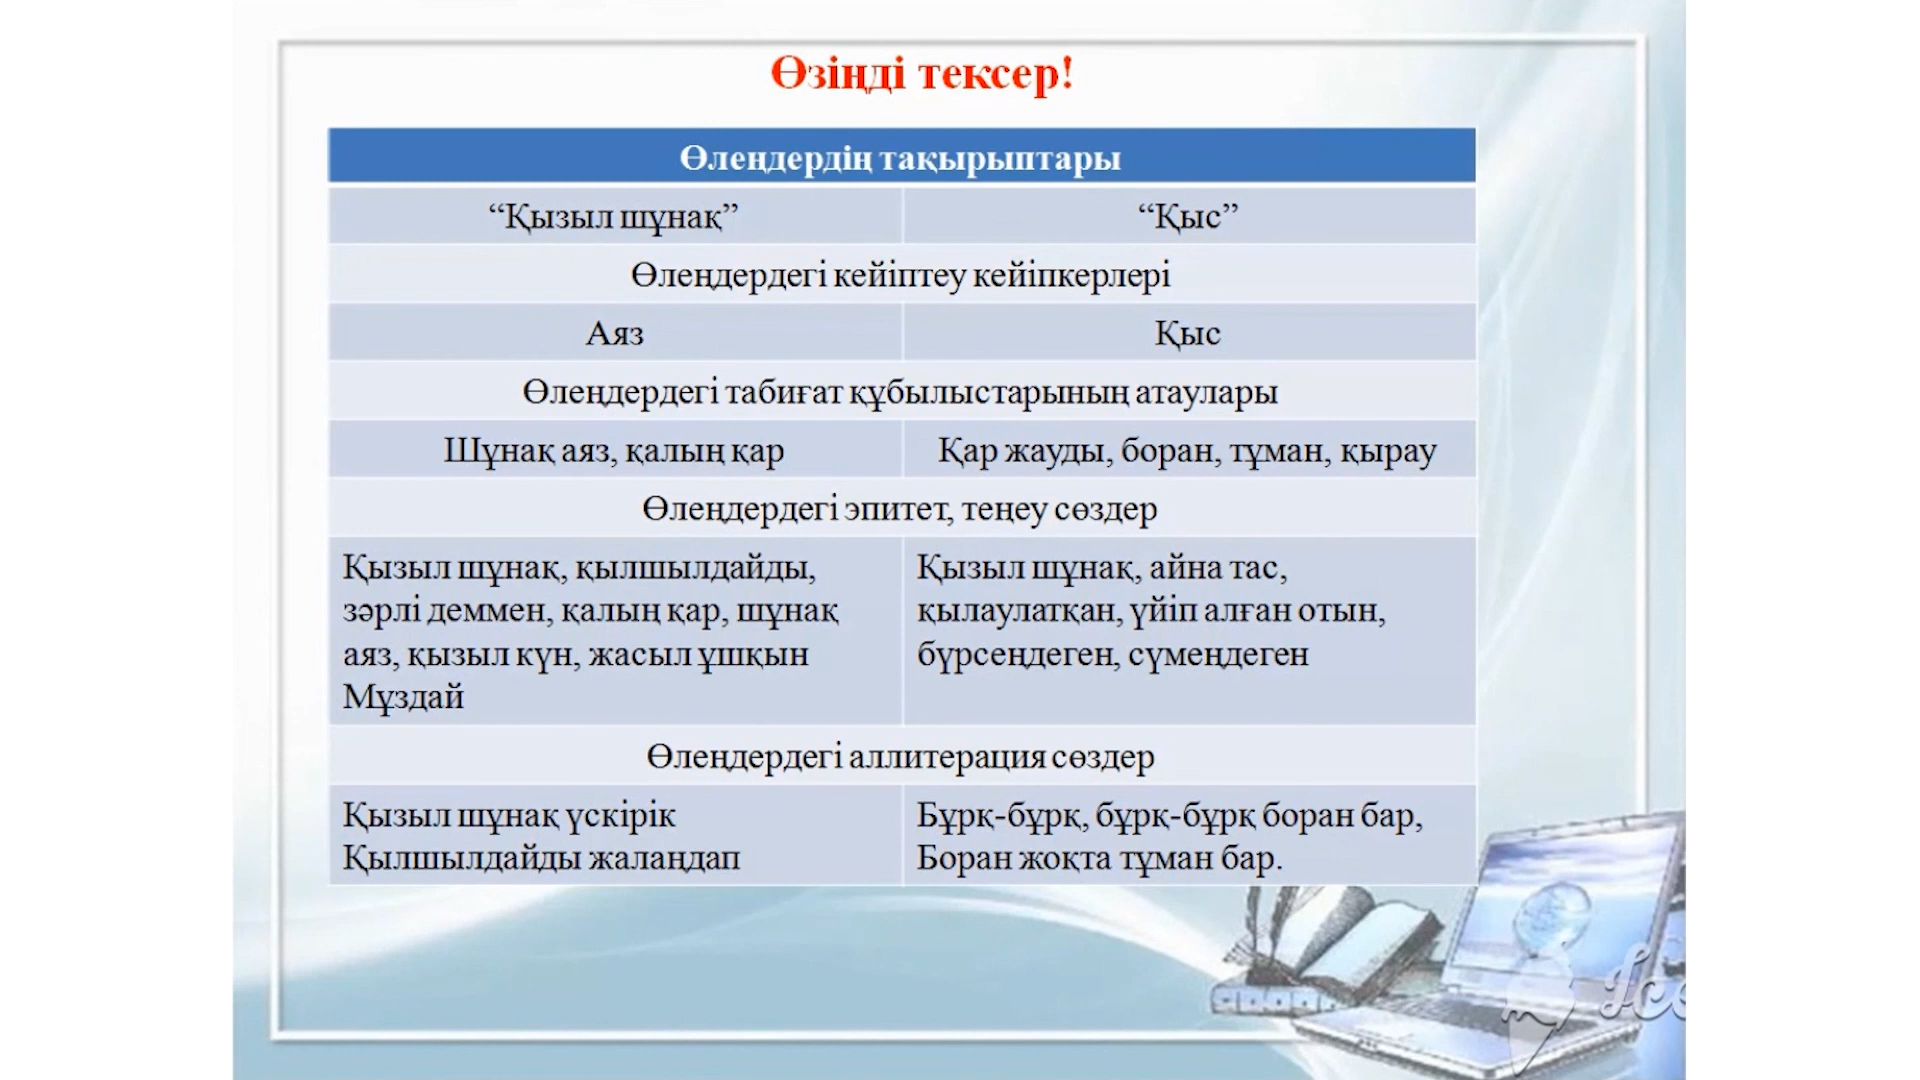 Өзіңді тексер!
Өлеңдердің тақырыптары
“Қызыл шұнақ” “Қыс”
Өлеңдердегі кейіптеу кейіпкерлері
Аяз Қыс
Өлеңдердегі табиғат құбылыстарының атаулары
Шұнақ аяз, қалың қар Қар жауды, боран, тұман, қырау
Өлеңдердегі эпитет, теңеу сөздер
Қызыл шұнақ, қылшылдайды,
зәрлі деммен, қалың қар, шұнақ
аяз, қызыл күн, жасыл ұшқын
Мұздай
Қызыл шұнақ, айна тас,
қылаулатқан, үйіп алған отын,
бүрсеңдеген, сүмеңдеген
Өлеңдердегі аллитерация сөздер
Қызыл шұнақ үскірік
Қылшылдайды жалаңдап
Бұрқ-бұрқ, бұрқ-бұрқ боран бар,
Боран жоқта тұман бар.